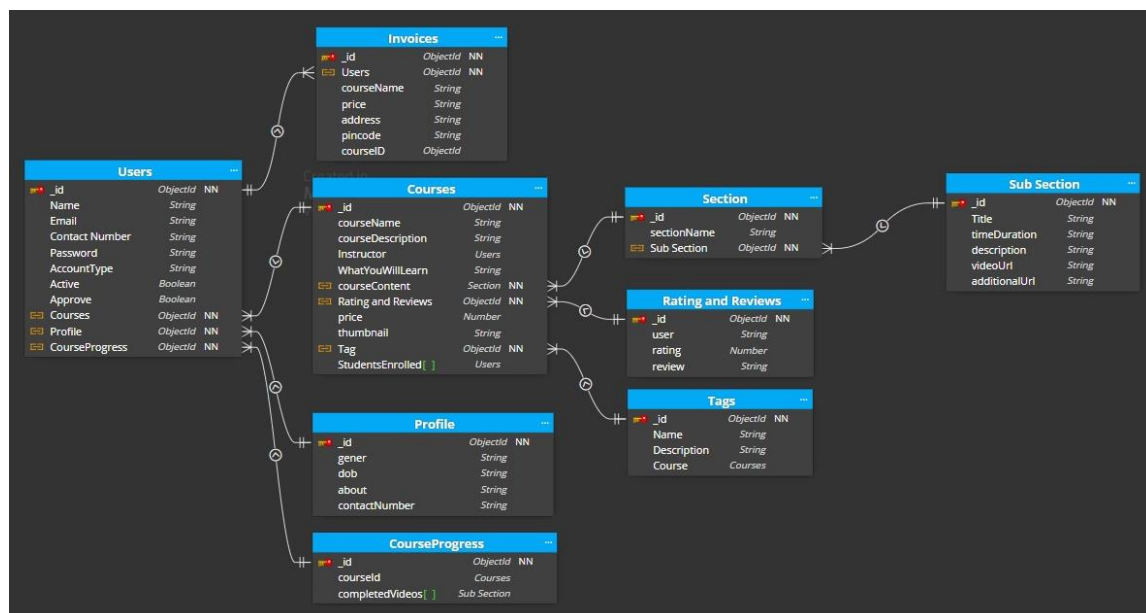 Invoices ...
_id ObjectId NN
Users ObjectId NN
courseName String
price String
address String
pincode String
courseID ObjectId
Users ...
_id ObjectId NN
Name String
Email String
Contact Number String
Password String
AccountType String
Active Boolean
Approve Boolean
Courses ObjectId NN
Profile ObjectId NN
CourseProgress ObjectId NN
Created in
Courses ...
_id ObjectId NN
courseName String
courseDescription String
Instructor Users
WhatYouWillLearn String
courseContent Section NN
Rating and Reviews ObjectId NN
price Number
thumbnail String
Tag ObjectId NN
StudentsEnrolled[ ] Users
Section ...
_id ObjectId NN
sectionName String
Sub Section ObjectId NN
Sub Section ...
_id ObjectId NN
Title String
timeDuration String
description String
videoUrl String
additionalUrl String
Rating and Reviews ...
_id ObjectId NN
user String
rating Number
review String
Tags ...
_id ObjectId NN
Name String
Description String
Course Courses
Profile ...
_id ObjectId NN
gener String
dob String
about String
contactNumber String
CourseProgress ...
_id ObjectId NN
courseId Courses
completedVideos[ ] Sub Section